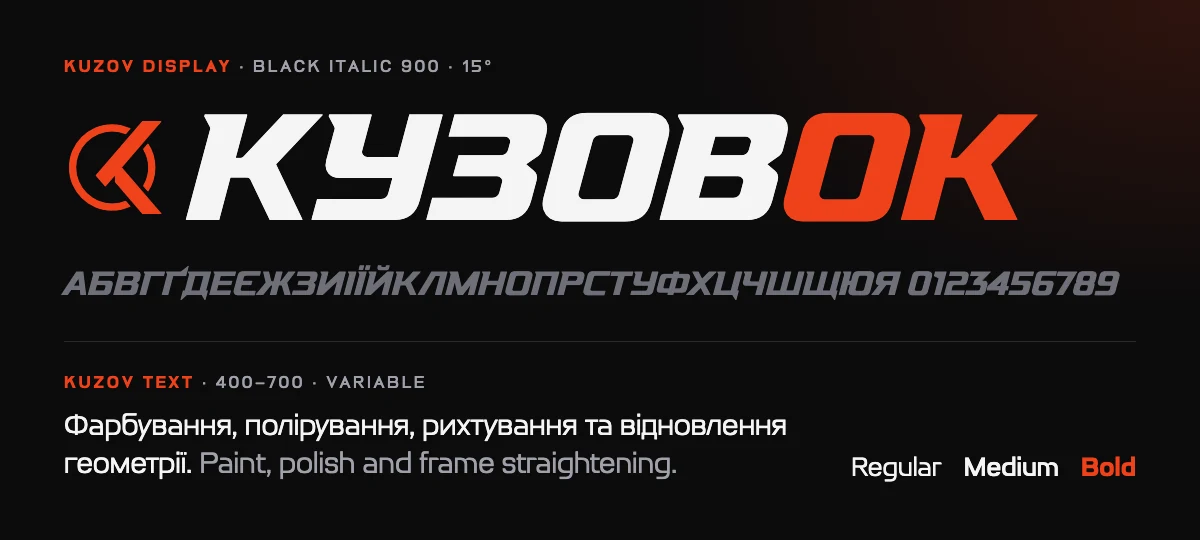 KUZOV DISPLAY · BLACK ITALIC 900 · 15°
КУЗОВОК
АБВГҐДЕЄЖЗИІЇЙКЛМНОПРСТУФХЦЧШЩЮЯ 0123456789
KUZOV TEXT · 400–700 · VARIABLE
Фарбування, полірування, рихтування та відновлення
геометрії. Paint, polish and frame straightening.
Regular Medium Bold